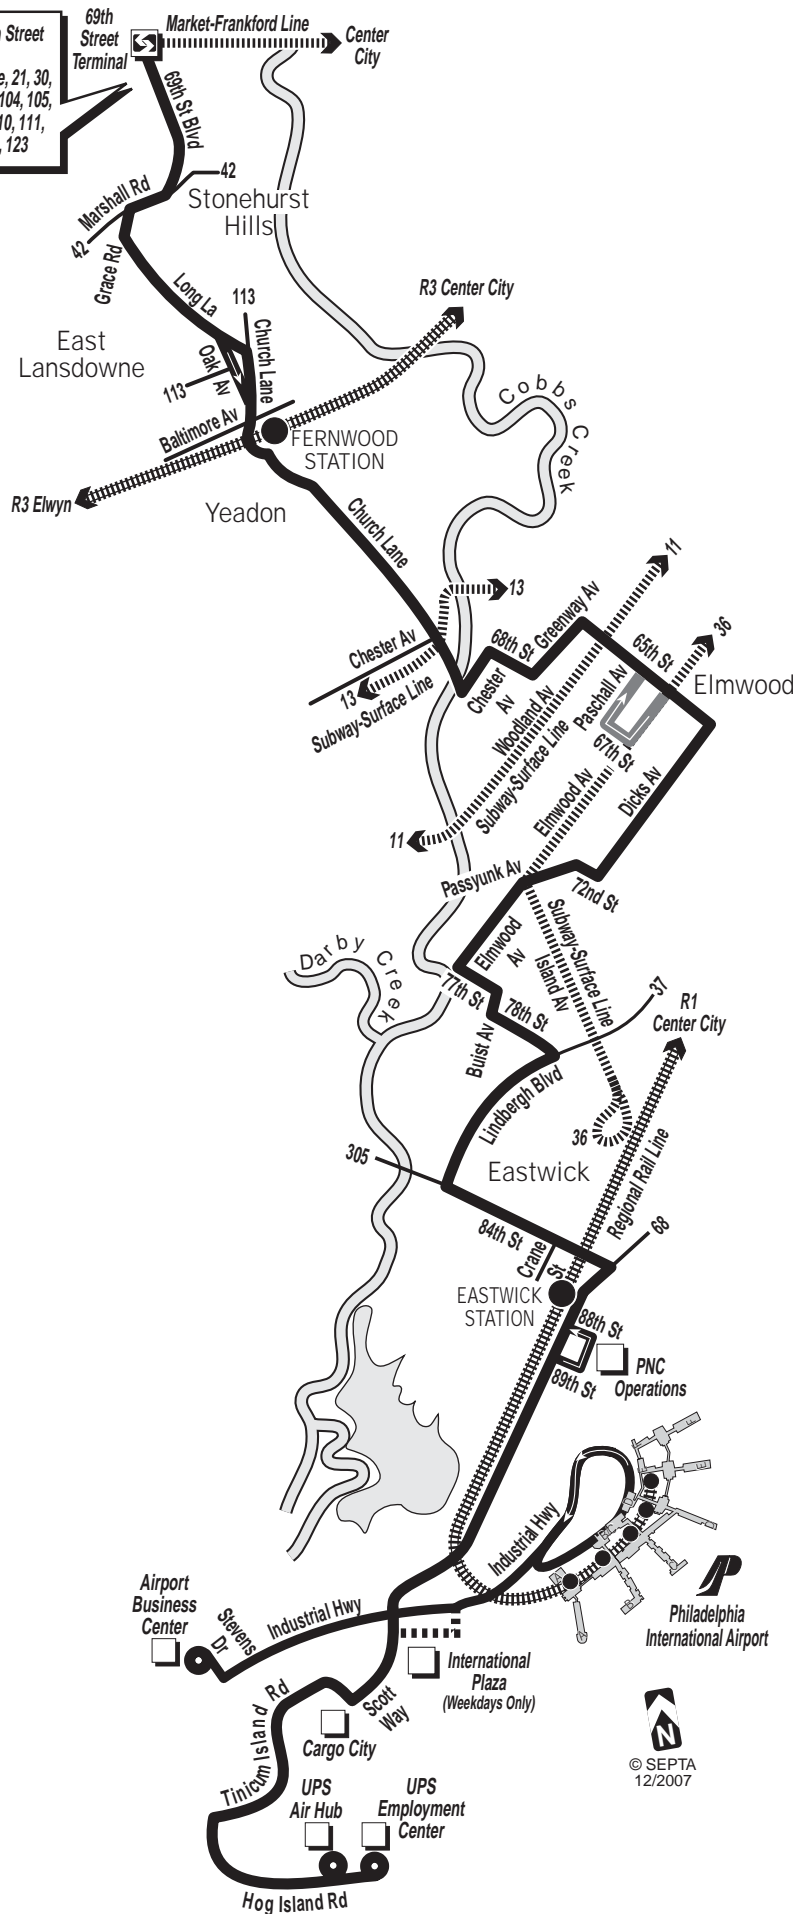 Street
69th
Street
Terminal
Market-Frankford Line
Center
City
21, 30,
104, 105,
111,
123
69th St Blvd
42
Marshall Rd
Stonehurst
Hills
42
Grace Rd
Long La
113
R3 Center City
East
Lansdowne
Oak Av
Church Lane
113
Cobbs Creek
Baltimore Av
FERNWOOD
STATION
R3 Elwyn
Yeadon
Church Lane
11
13
Greenway Av
36
Chester Av
68th St
65th St
13
Subway-Surface Line
Chester
Av
Woodland Av
Subway-Surface Line
Paschall Av
Elmwood
67th St
Elmwood Av
Dicks Av
11
Passyunk Av
72nd St
Darby Creek
Elmwood
Av
Subway-Surface Line
Island Av
77th St
78th St
37
R1
Center City
Buist Av
Lindbergh Blvd
36
305
Eastwick
Regional Rail Line
84th St
68
Crane
St
EASTWICK
STATION
88th St
89th St
PNC
Operations
Industrial Hwy
Airport
Business
Center
Stevens
Dr
Industrial Hwy
Philadelphia
International Airport
International
Plaza
(Weekdays Only)
Scott
Way
Cargo City
Tinicum Island Rd
N
© SEPTA
12/2007
UPS
Air Hub
UPS
Employment
Center
Hog Island Rd